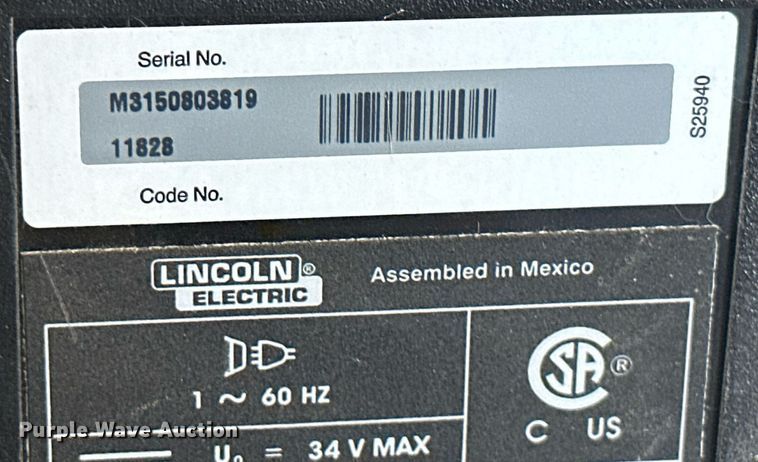 Serial No.
M3150803819
11828
Code No.
S25940
LINCOLN ®
ELECTRIC
Assembled in Mexico
1 ~ 60 HZ
CSA ®
C US
U₀ = 34 V MAX
Purple Wave Auction